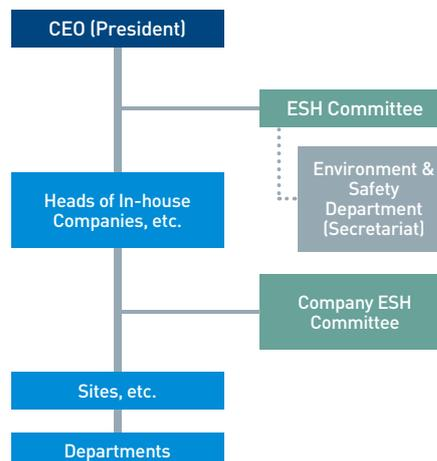 CEO (President)
ESH Committee
Environment &
Safety
Department
(Secretariat)
Heads of In-house
Companies, etc.
Company ESH
Committee
Sites, etc.
Departments